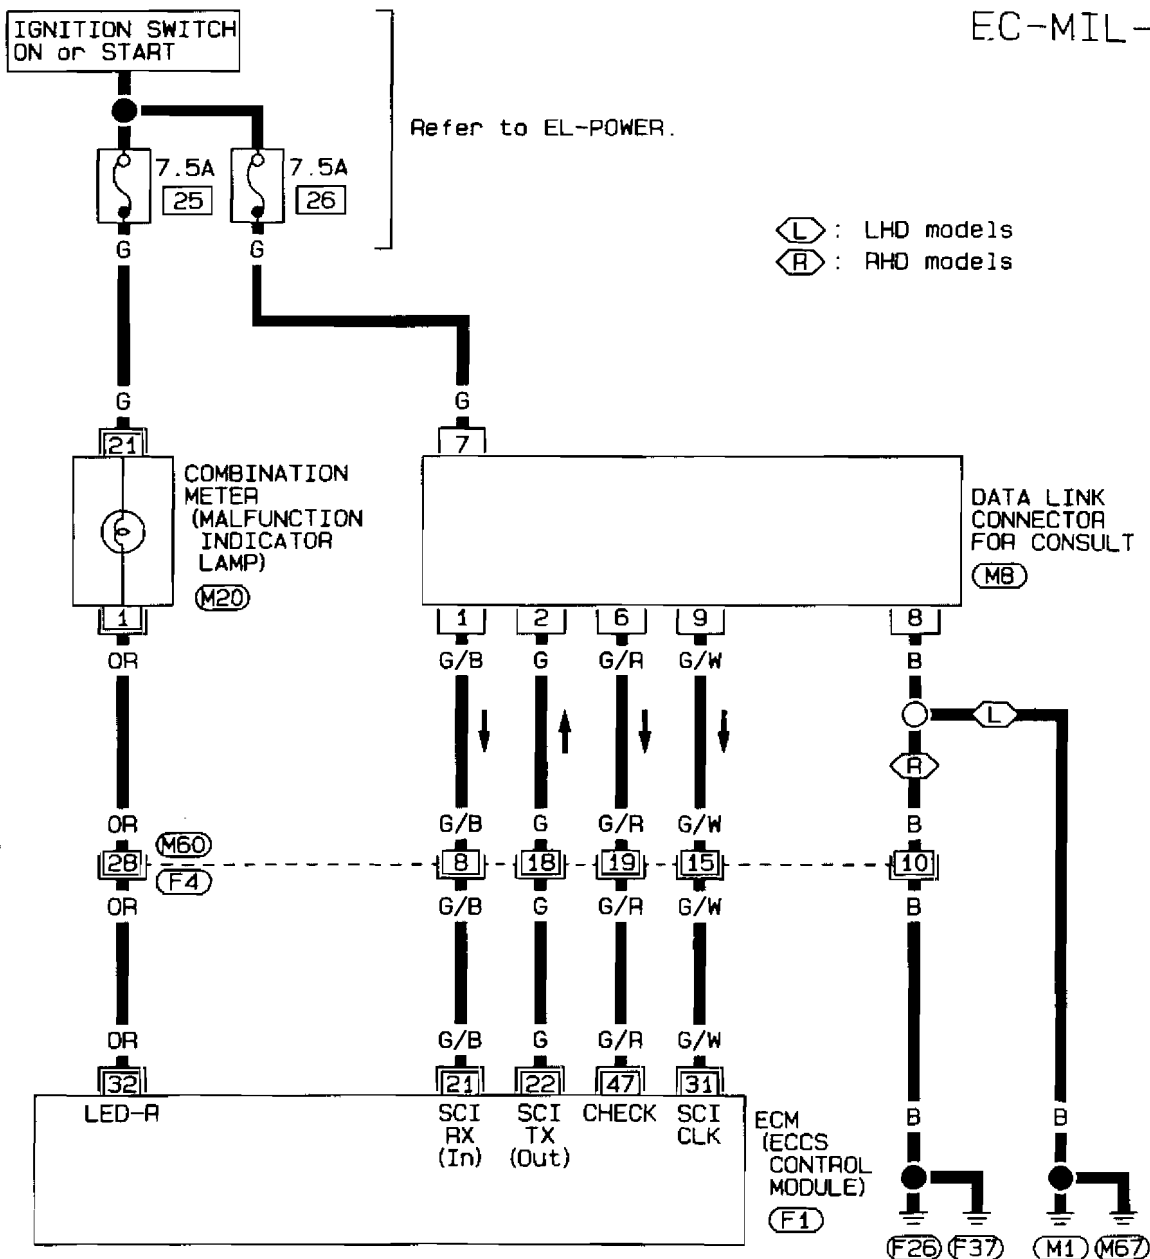 IGNITION SWITCH
ON or START
EC-MIL-
Refer to EL-POWER.
7.5A
25
7.5A
26
G
G
L : LHD models
R : RHD models
G
G
21
7
COMBINATION
METER
(MALFUNCTION
INDICATOR
LAMP)
M20
DATA LINK
CONNECTOR
FOR CONSULT
M8
1
1
2
6
9
8
OR
G/B
G
G/R
G/W
B
L
R
OR
G/B
G
G/R
G/W
B
M60
28
8
18
19
15
10
F4
OR
G/B
G
G/R
G/W
B
OR
G/B
G
G/R
G/W
32
21
22
47
31
LED-R
SCI
RX
(In)
SCI
TX
(Out)
CHECK
SCI
CLK
ECM
(ECCS
CONTROL
MODULE)
F1
B
B
F26
F37
M1
M67